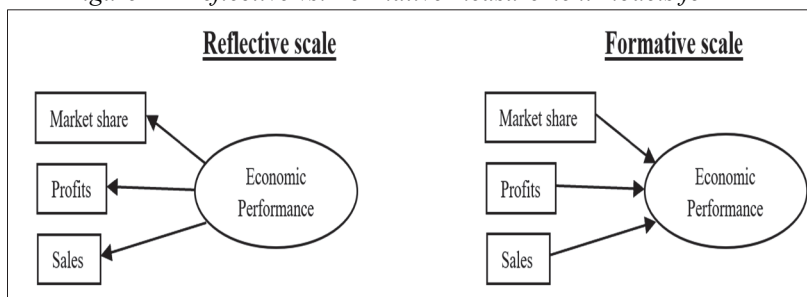 Reflective scale
Market share
Profits
Sales
Economic
Performance
Formative scale
Market share
Profits
Sales
Economic
Performance